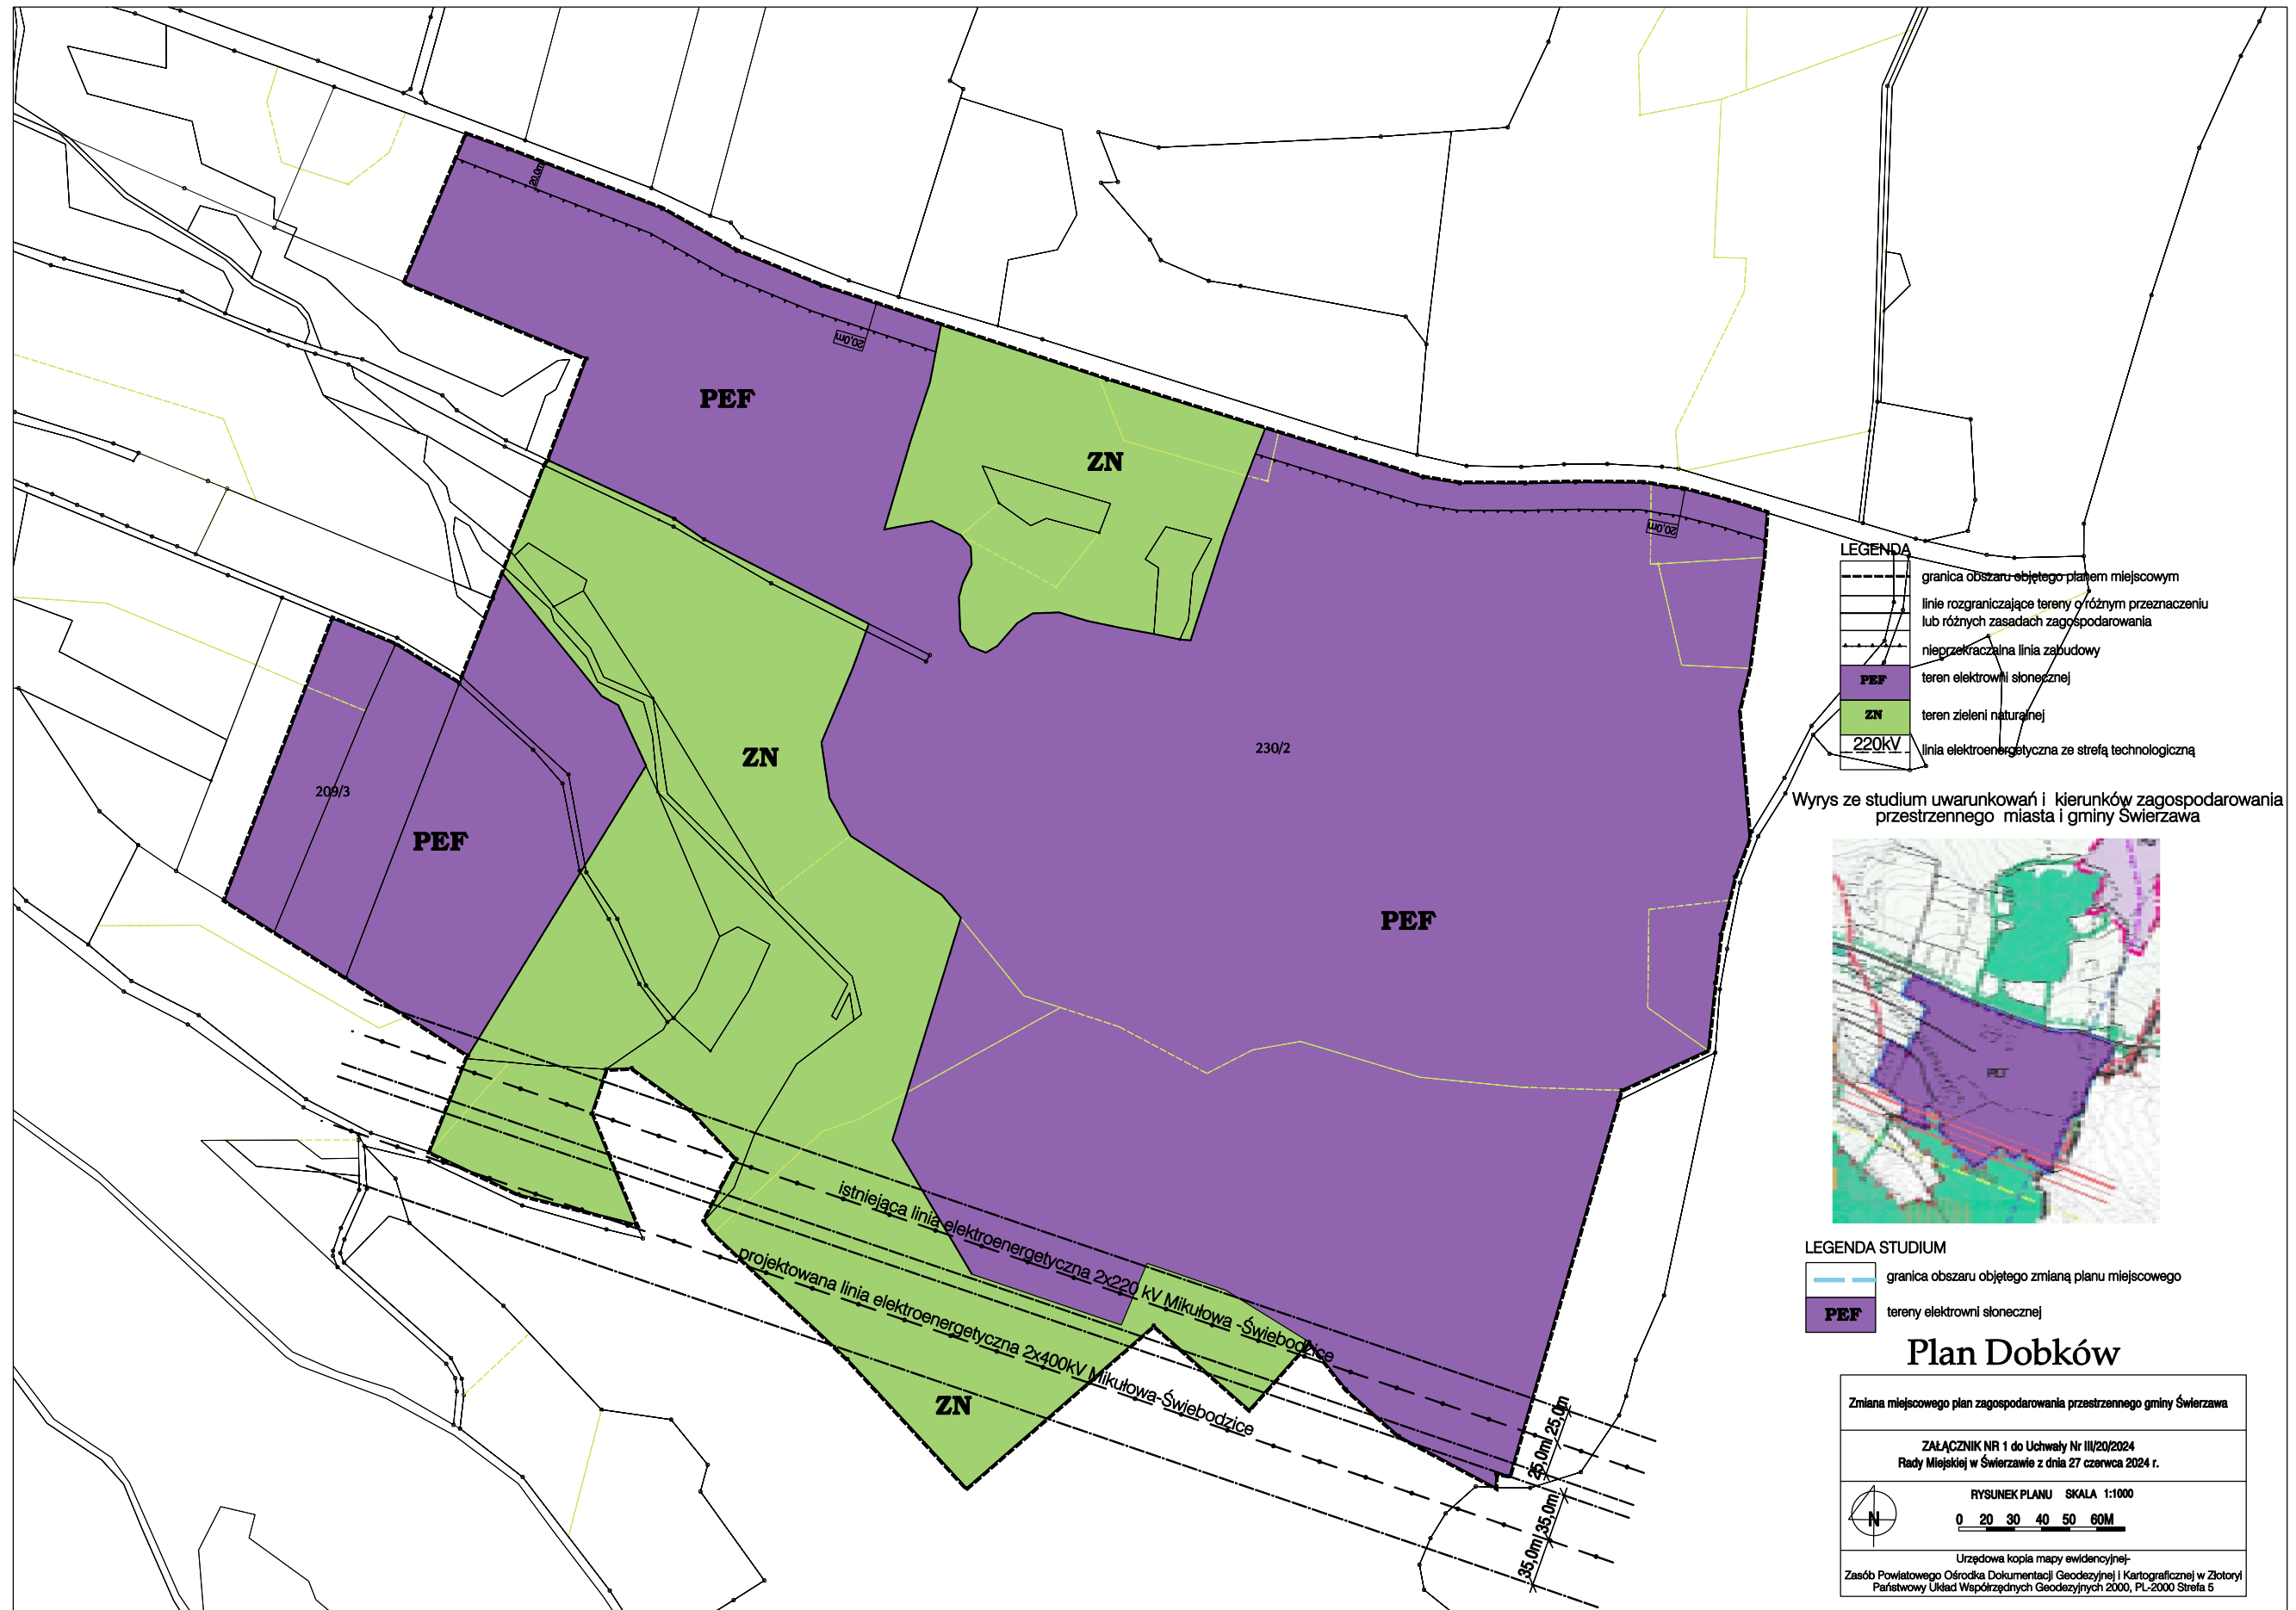 20,0m
20,0m
PEF
ZN
20,0m
ZN
230/2
209/3
PEF
PEF
istniejąca linia elektroenergetyczna 2x220 kV Mikułowa -Świebodzice
projektowana linia elektroenergetyczna 2x400kV Mikułowa-Świebodzice
ZN
25,0m 25,0m
35,0m 35,0m
LEGENDA
granica obszaru objętego planem miejscowym
linie rozgraniczające tereny o różnym przeznaczeniu
lub różnych zasadach zagospodarowania
nieprzekraczalna linia zabudowy
PEF teren elektrowni słonecznej
ZN teren zieleni naturalnej
220kV linia elektroenergetyczna ze strefą technologiczną
Wyrys ze studium uwarunkowań i kierunków zagospodarowania
przestrzennego miasta i gminy Świerzawa
PEF
LEGENDA STUDIUM
granica obszaru objętego zmianą planu miejscowego
PEF tereny elektrowni słonecznej
Plan Dobków
Zmiana miejscowego plan zagospodarowania przestrzennego gminy Świerzawa
ZAŁĄCZNIK NR 1 do Uchwały Nr III/20/2024
Rady Miejskiej w Świerzawie z dnia 27 czerwca 2024 r.
RYSUNEK PLANU SKALA 1:1000
N
0 20 30 40 50 60M
Urzędowa kopia mapy ewidencyjnej-
Zasób Powiatowego Ośrodka Dokumentacji Geodezyjnej i Kartograficznej w Złotoryi
Państwowy Układ Współrzędnych Geodezyjnych 2000, PL-2000 Strefa 5